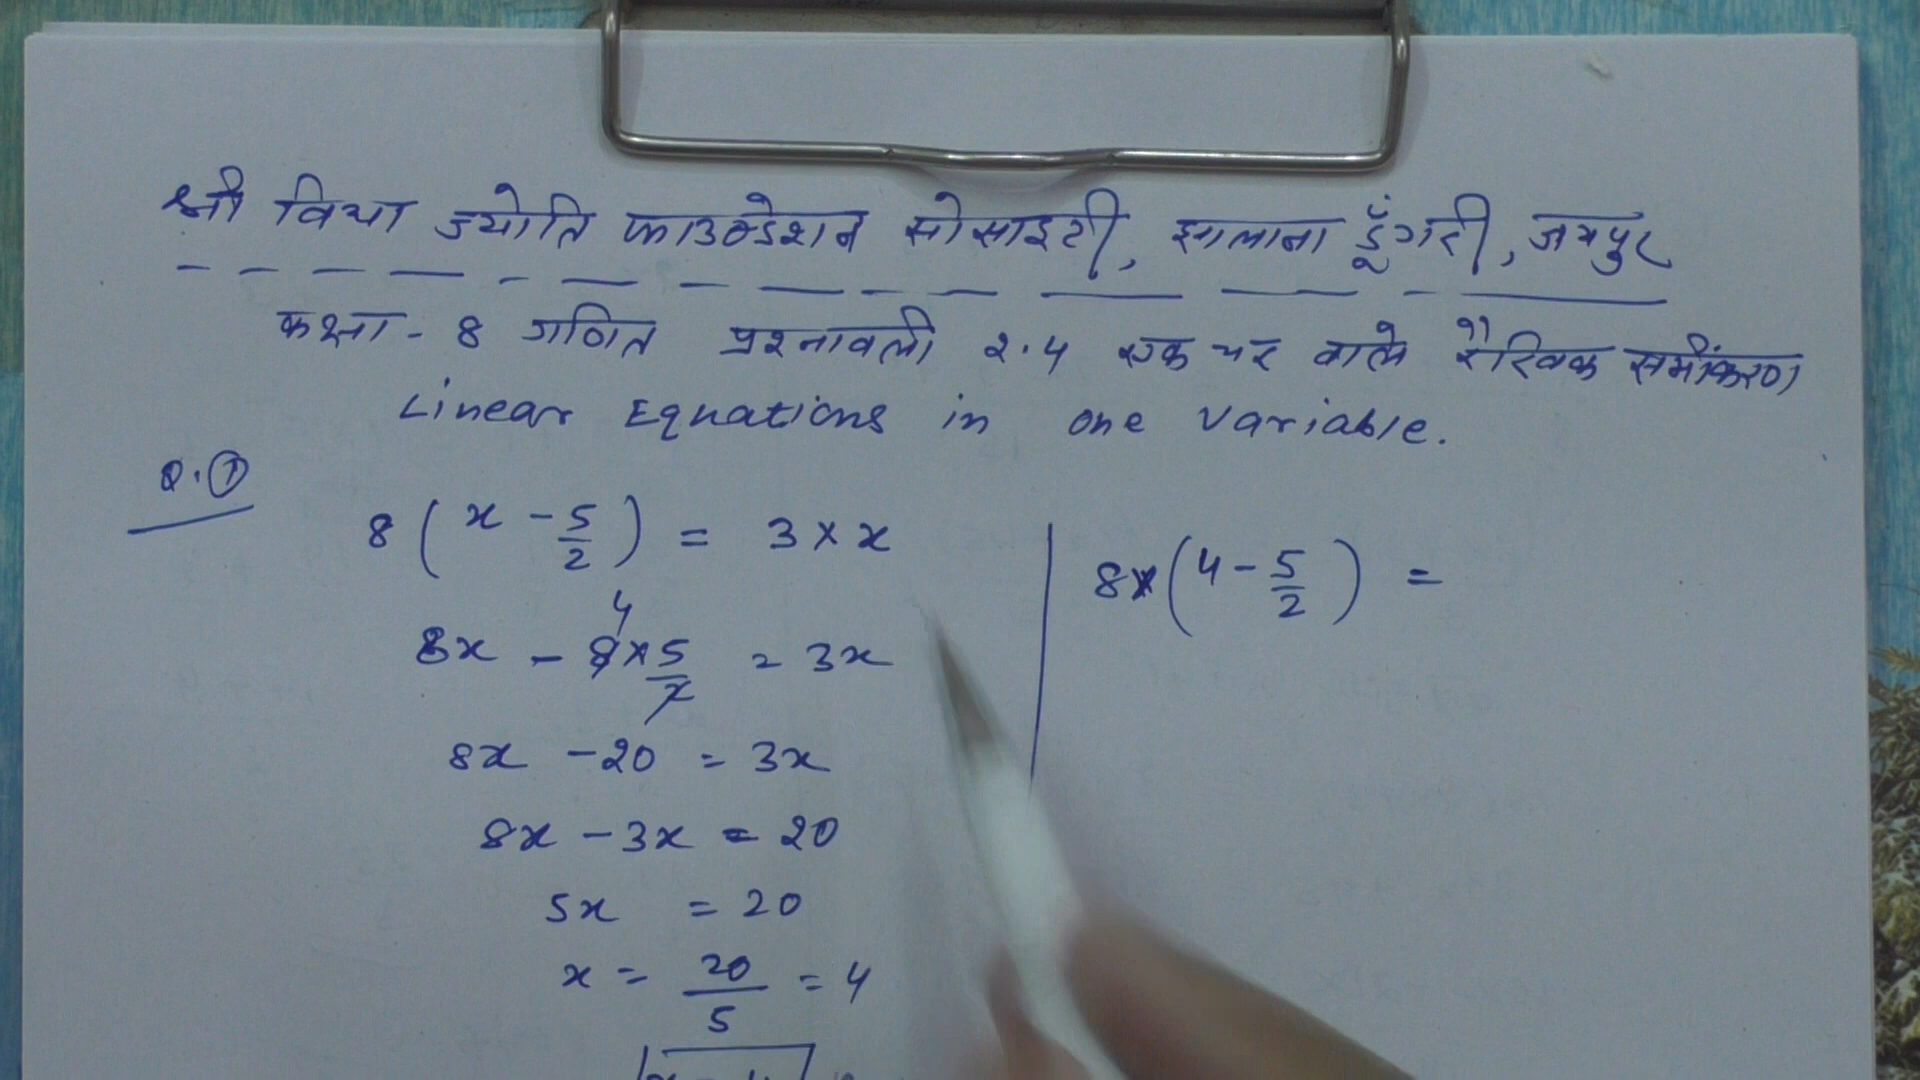 श्री विद्या ज्योति फाउण्डेशन सोसाइटी, झालाना डूँगरी, जयपुर
कक्षा - 8 गणित प्रश्नावली 2.4 एक चर वाले रैखिक समीकरण
Linear Equations in one variable.
Q. 1
8 ( x - 5/2 ) = 3 × x
4
8x - 8 × 5/2 = 3x
8x - 20 = 3x
8x - 3x = 20
5x = 20
x = 20/5 = 4
8 × ( 4 - 5/2 ) =